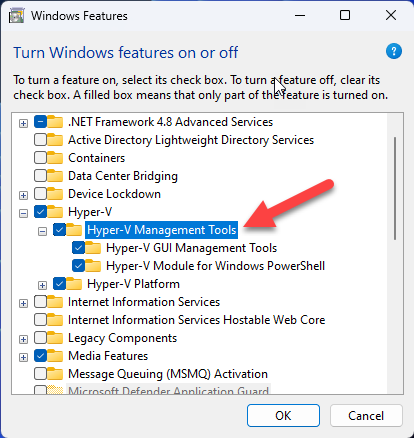 Windows Features
Turn Windows features on or off
?
To turn a feature on, select its check box. To turn a feature off, clear its
check box. A filled box means that only part of the feature is turned on.
.NET Framework 4.8 Advanced Services
Active Directory Lightweight Directory Services
Containers
Data Center Bridging
Device Lockdown
Hyper-V
Hyper-V Management Tools
Hyper-V GUI Management Tools
Hyper-V Module for Windows PowerShell
Hyper-V Platform
Internet Information Services
Internet Information Services Hostable Web Core
Legacy Components
Media Features
Message Queuing (MSMQ) Activation
Microsoft Defender Application Guard
OK
Cancel